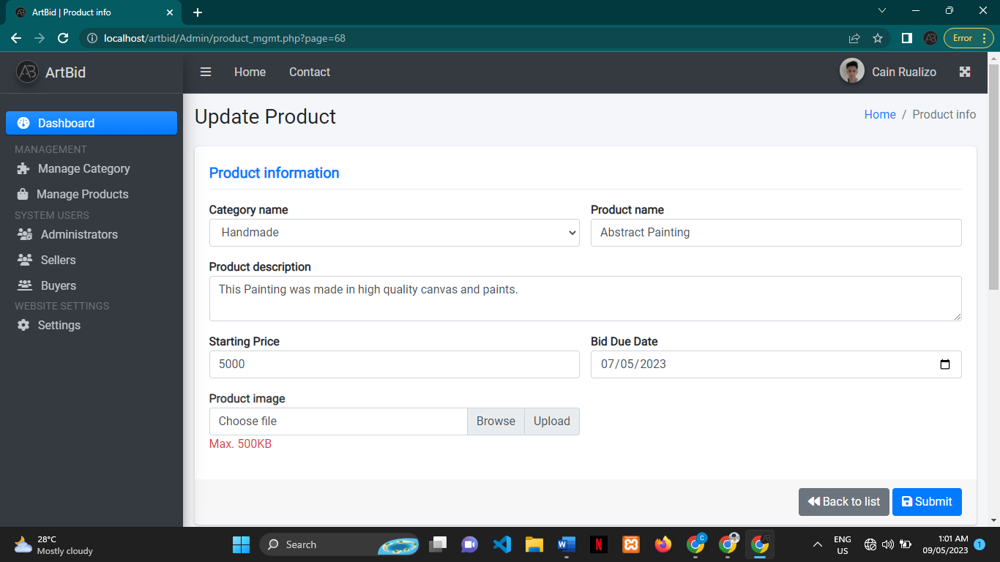 ArtBid | Product info
localhost/artbid/Admin/product_mgmt.php?page=68
Error
AB ArtBid
Home Contact
Cain Rualizo
Dashboard
MANAGEMENT
Manage Category
Manage Products
SYSTEM USERS
Administrators
Sellers
Buyers
WEBSITE SETTINGS
Settings
Update Product
Home / Product info
Product information
Category name
Handmade
Product name
Abstract Painting
Product description
This Painting was made in high quality canvas and paints.
Starting Price
5000
Bid Due Date
07/05/2023
Product image
Choose file Browse Upload
Max. 500KB
Back to list Submit
28°C
Mostly cloudy
Search
ENG
US
1:01 AM
09/05/2023
1